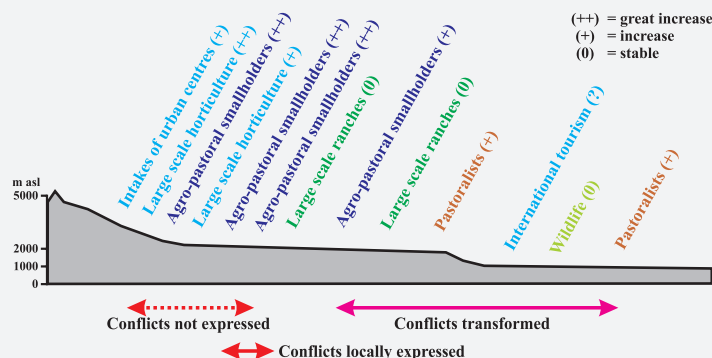 (++) = great increase
(+) = increase
(0) = stable
Intakes of urban centres (+)
Large scale horticulture (++)
Agro-pastoral smallholders (++)
Large scale horticulture (+)
Agro-pastoral smallholders (++)
Agro-pastoral smallholders (++)
Large scale ranches (0)
Agro-pastoral smallholders (+)
Large scale ranches (0)
Pastoralists (+)
International tourism (?)
Wildlife (0)
Pastoralists (+)
m asl
5000
2000
1000
0
Conflicts not expressed
Conflicts transformed
Conflicts locally expressed